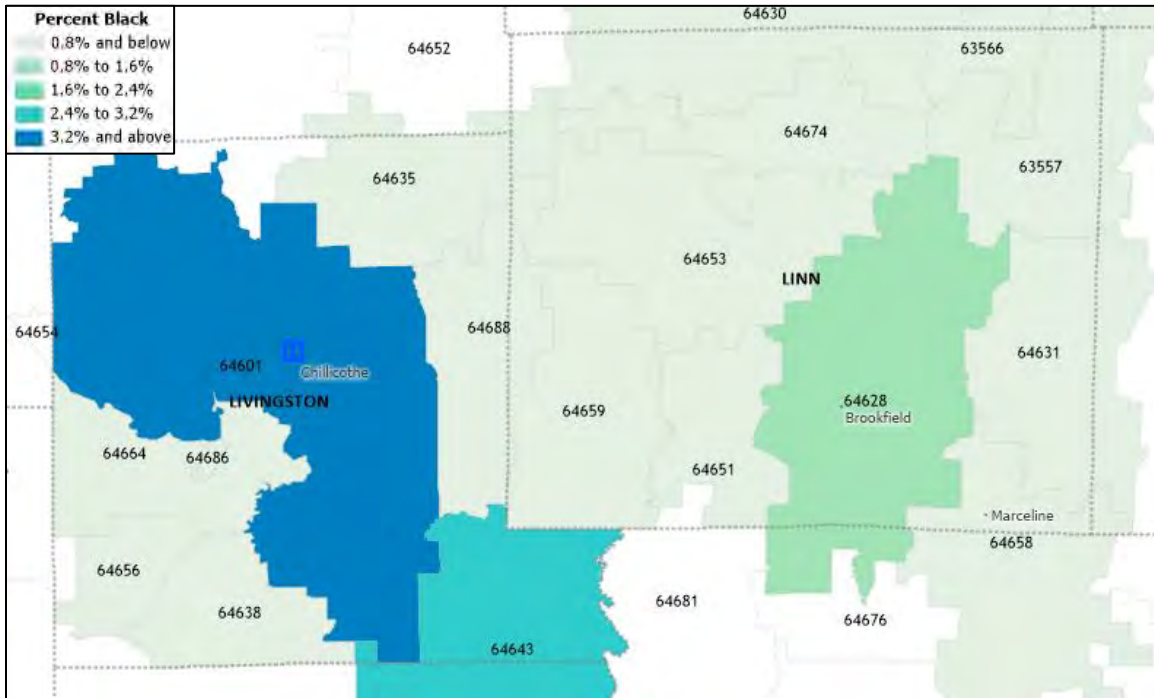 Percent Black
0.8% and below
0.8% to 1.6%
1.6% to 2.4%
2.4% to 3.2%
3.2% and above
64630
64652
63566
64674
64635
63557
64653
LINN
64654
64688
64631
64601
Chillicothe
LIVINGSTON
64659
64628
Brookfield
64664
64686
64651
Marceline
64658
64656
64638
64681
64676
64643